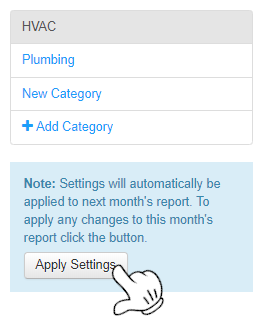 HVAC
Plumbing
New Category
+ Add Category
Note: Settings will automatically be
applied to next month's report. To
apply any changes to this month's
report click the button.
Apply Settings